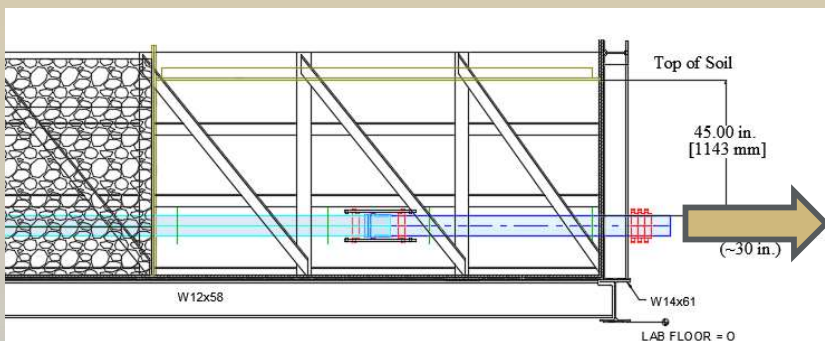 Top of Soil
45.00 in.
[1143 mm]
(~30 in.)
W12x58
W14x61
LAB FLOOR = 0